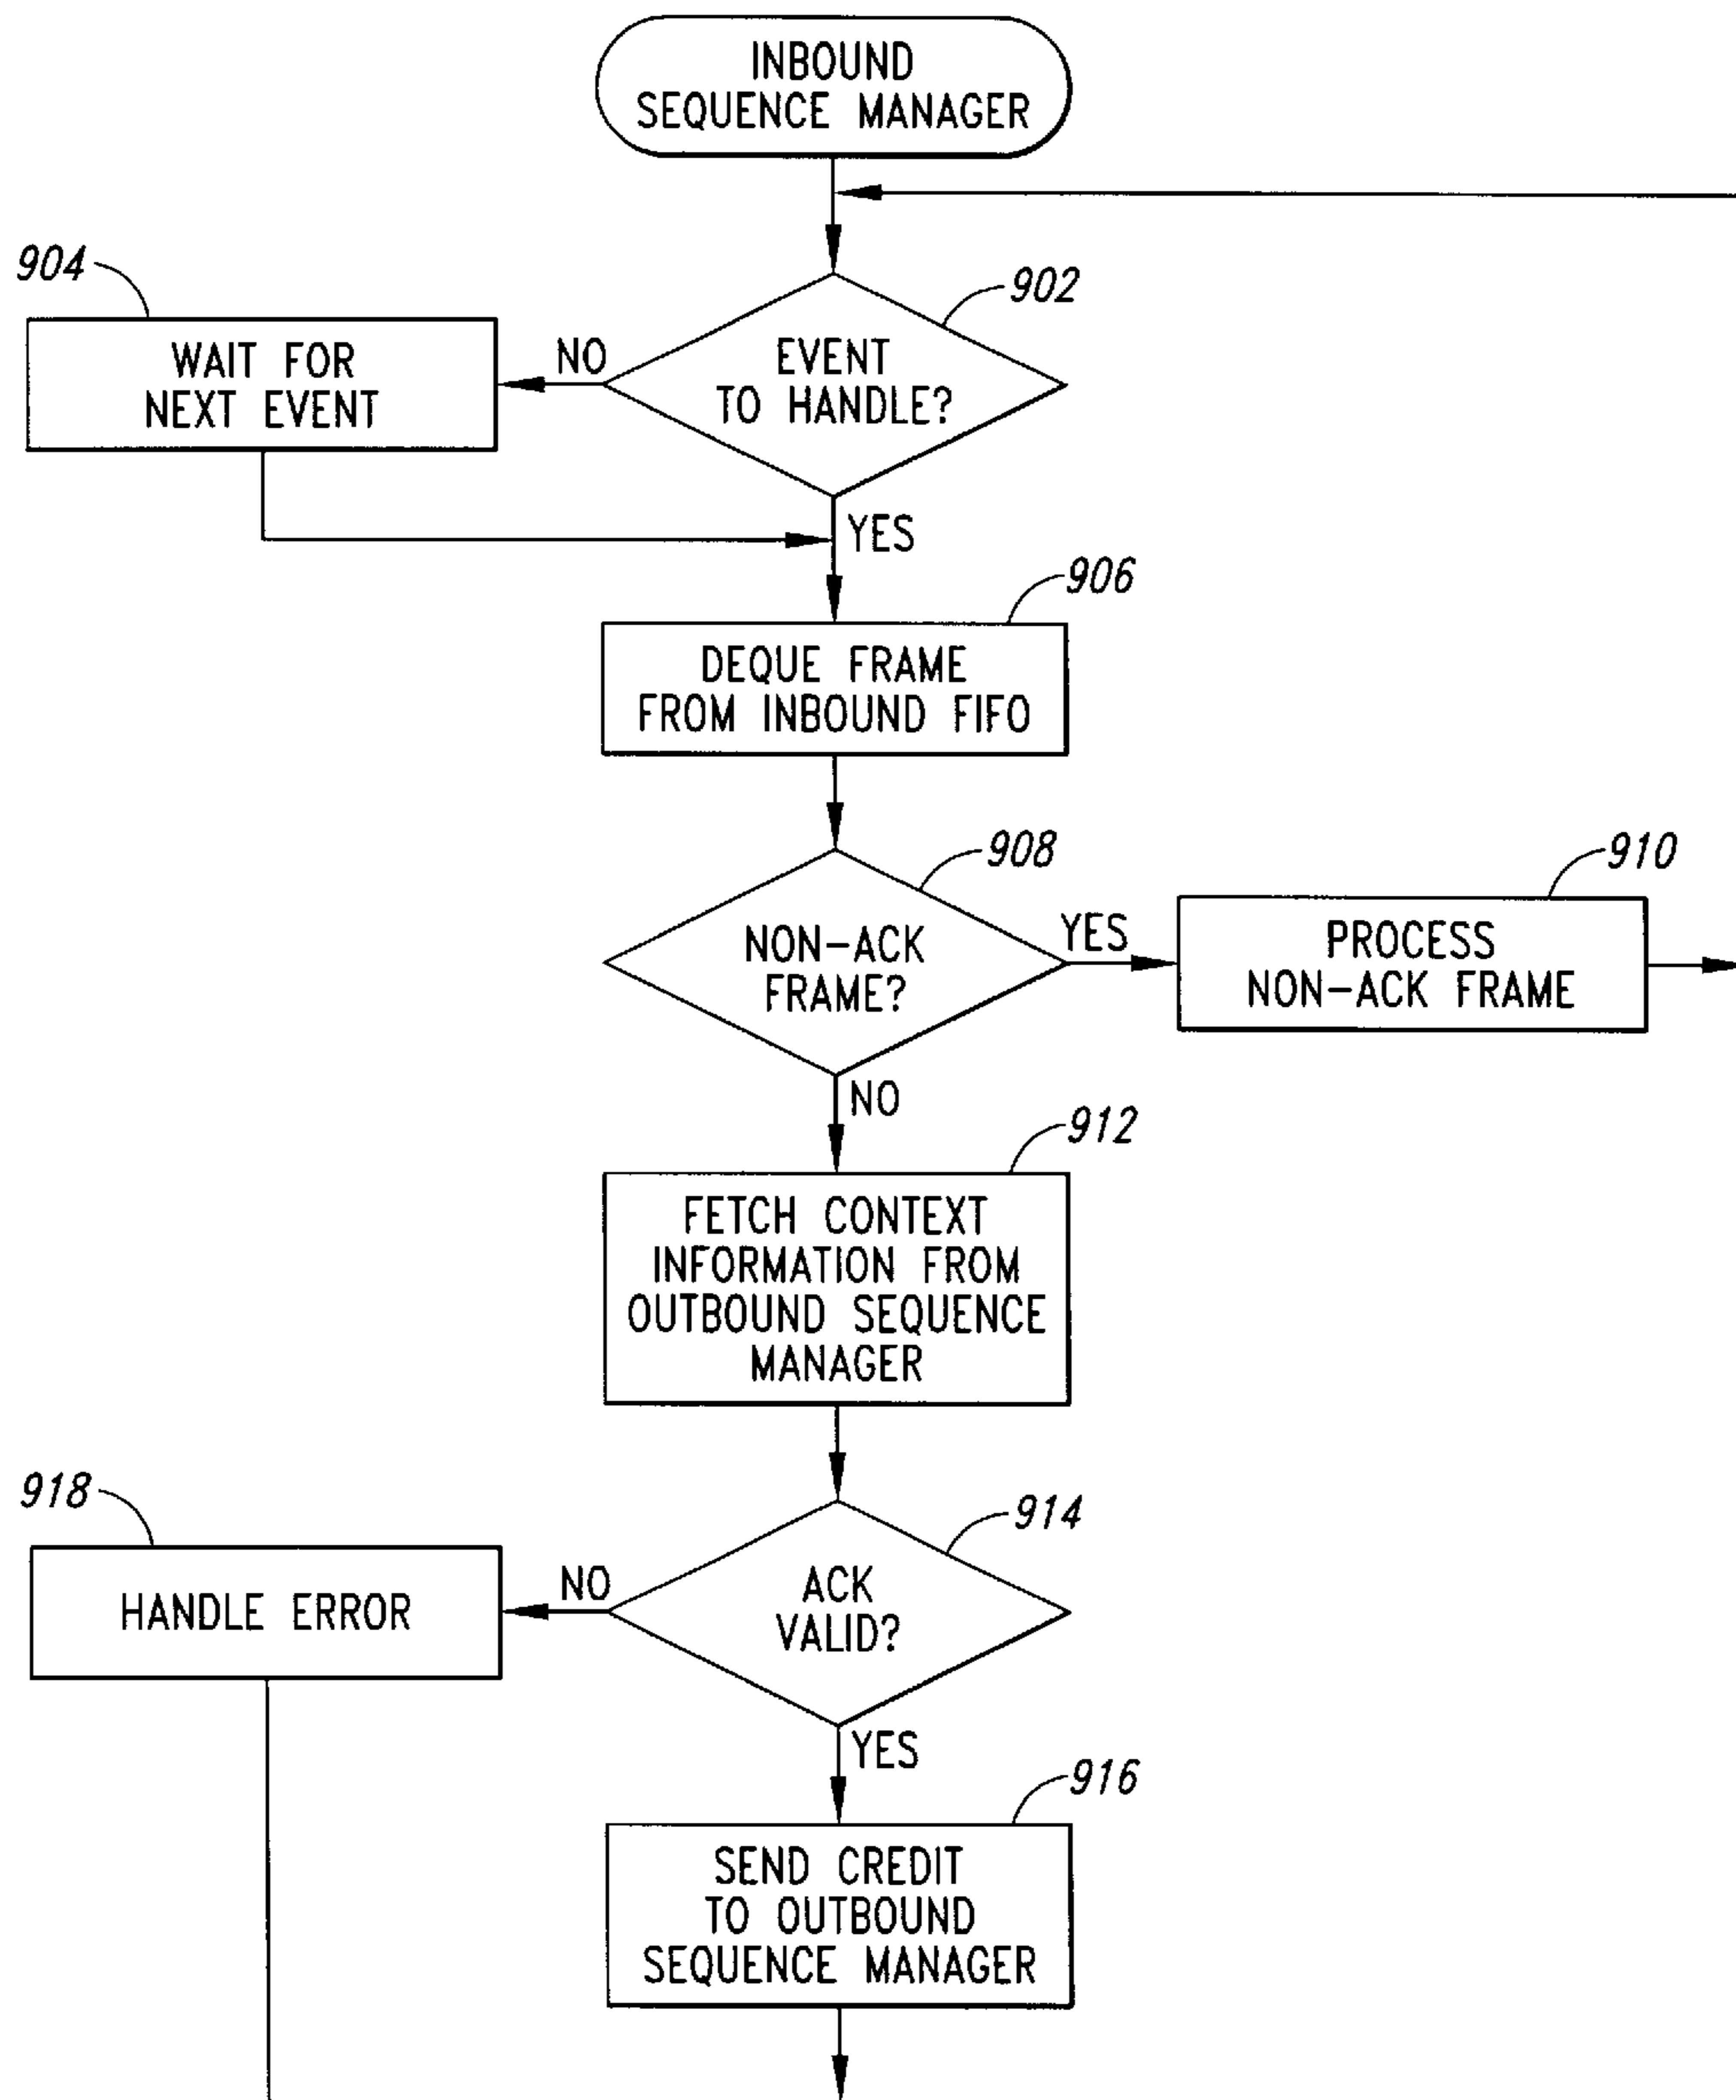 INBOUND
SEQUENCE MANAGER
904
902
WAIT FOR
NEXT EVENT
NO
EVENT
TO HANDLE?
YES
906
DEQUE FRAME
FROM INBOUND FIFO
908
910
NON-ACK
FRAME?
YES
PROCESS
NON-ACK FRAME
NO
912
FETCH CONTEXT
INFORMATION FROM
OUTBOUND SEQUENCE
MANAGER
918
914
HANDLE ERROR
NO
ACK
VALID?
YES
916
SEND CREDIT
TO OUTBOUND
SEQUENCE MANAGER